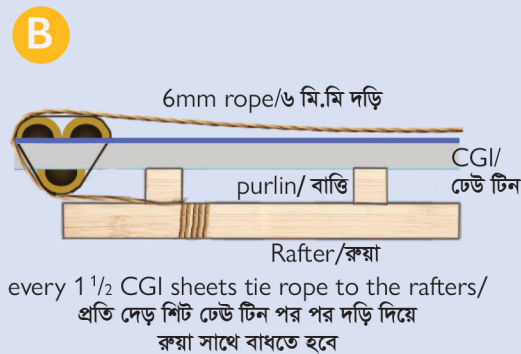 B
6mm rope/৬ মি.মি দড়ি
CGI/
ঢেউ টিন
purlin/ বাত্তি
Rafter/রুয়া
every 1 1/2 CGI sheets tie rope to the rafters/
প্রতি দেড় শিট ঢেউ টিন পর পর দড়ি দিয়ে
রুয়া সাথে বাধতে হবে